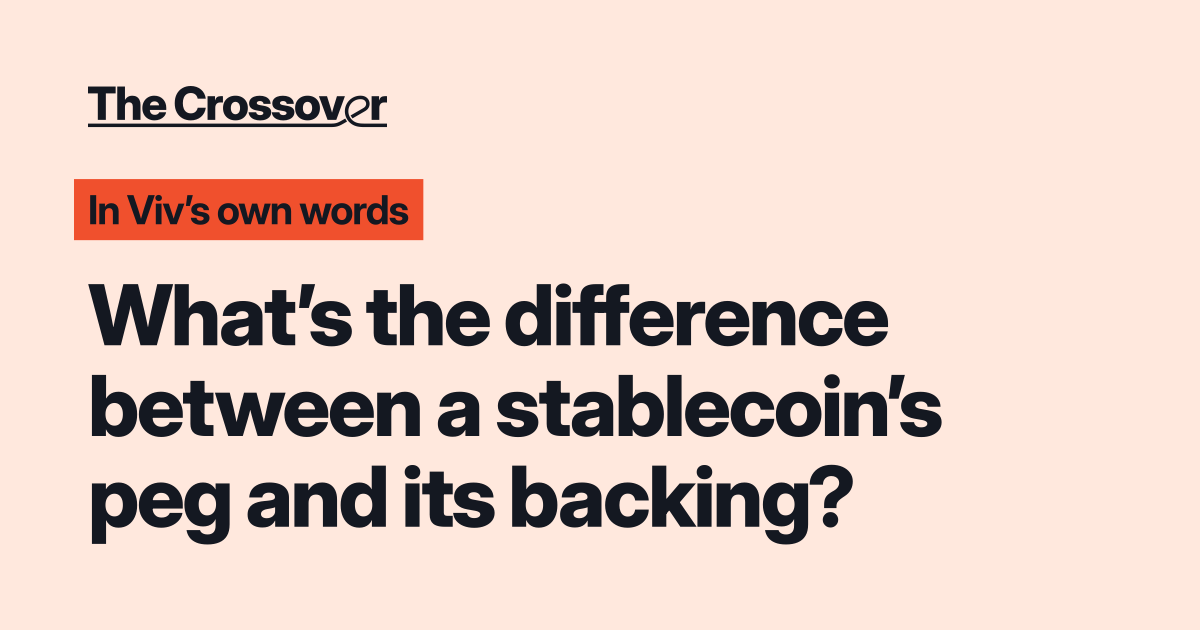 The Crossover
In Viv’s own words
What’s the difference
between a stablecoin’s
peg and its backing?